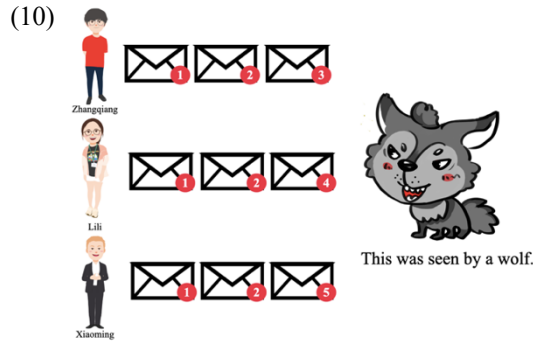 (10)
1 2 3
Zhangqiang
1 2 4
Lili
This was seen by a wolf.
1 2 5
Xiaoming